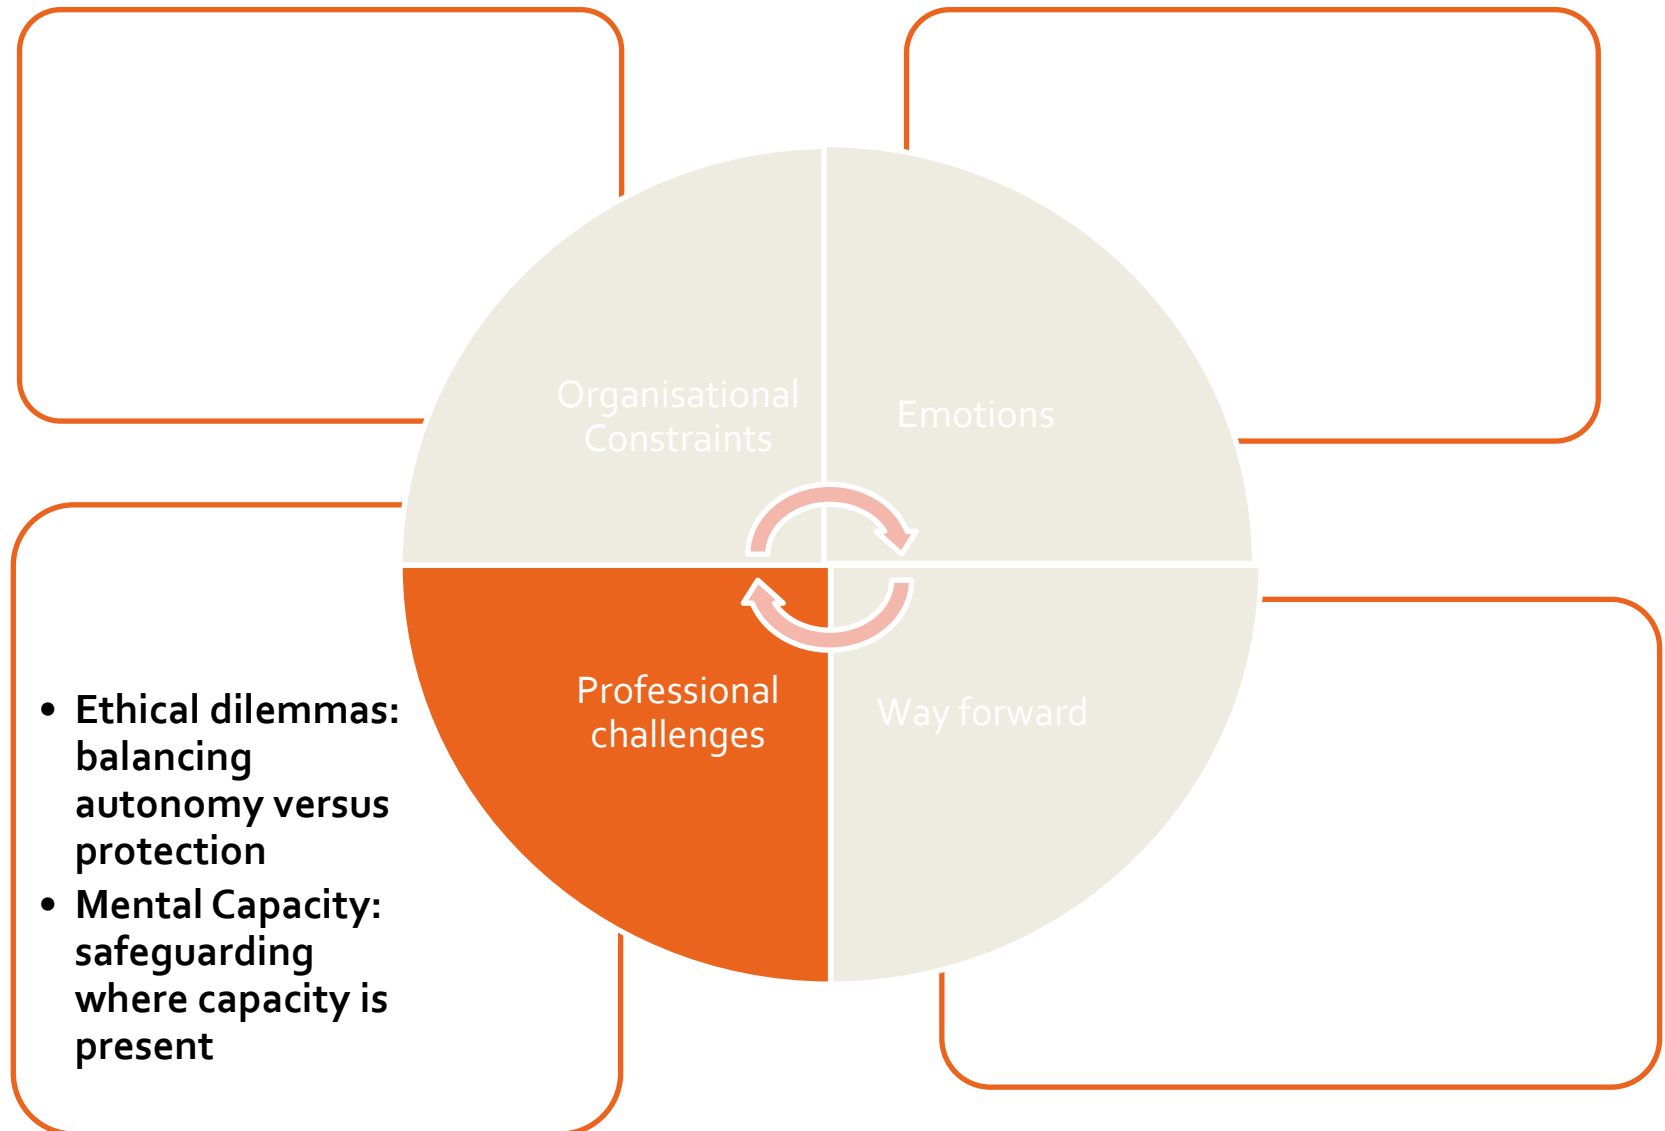 Organisational
Constraints
Emotions
Professional
challenges
Way forward
• Ethical dilemmas:
balancing
autonomy versus
protection
• Mental Capacity:
safeguarding
where capacity is
present